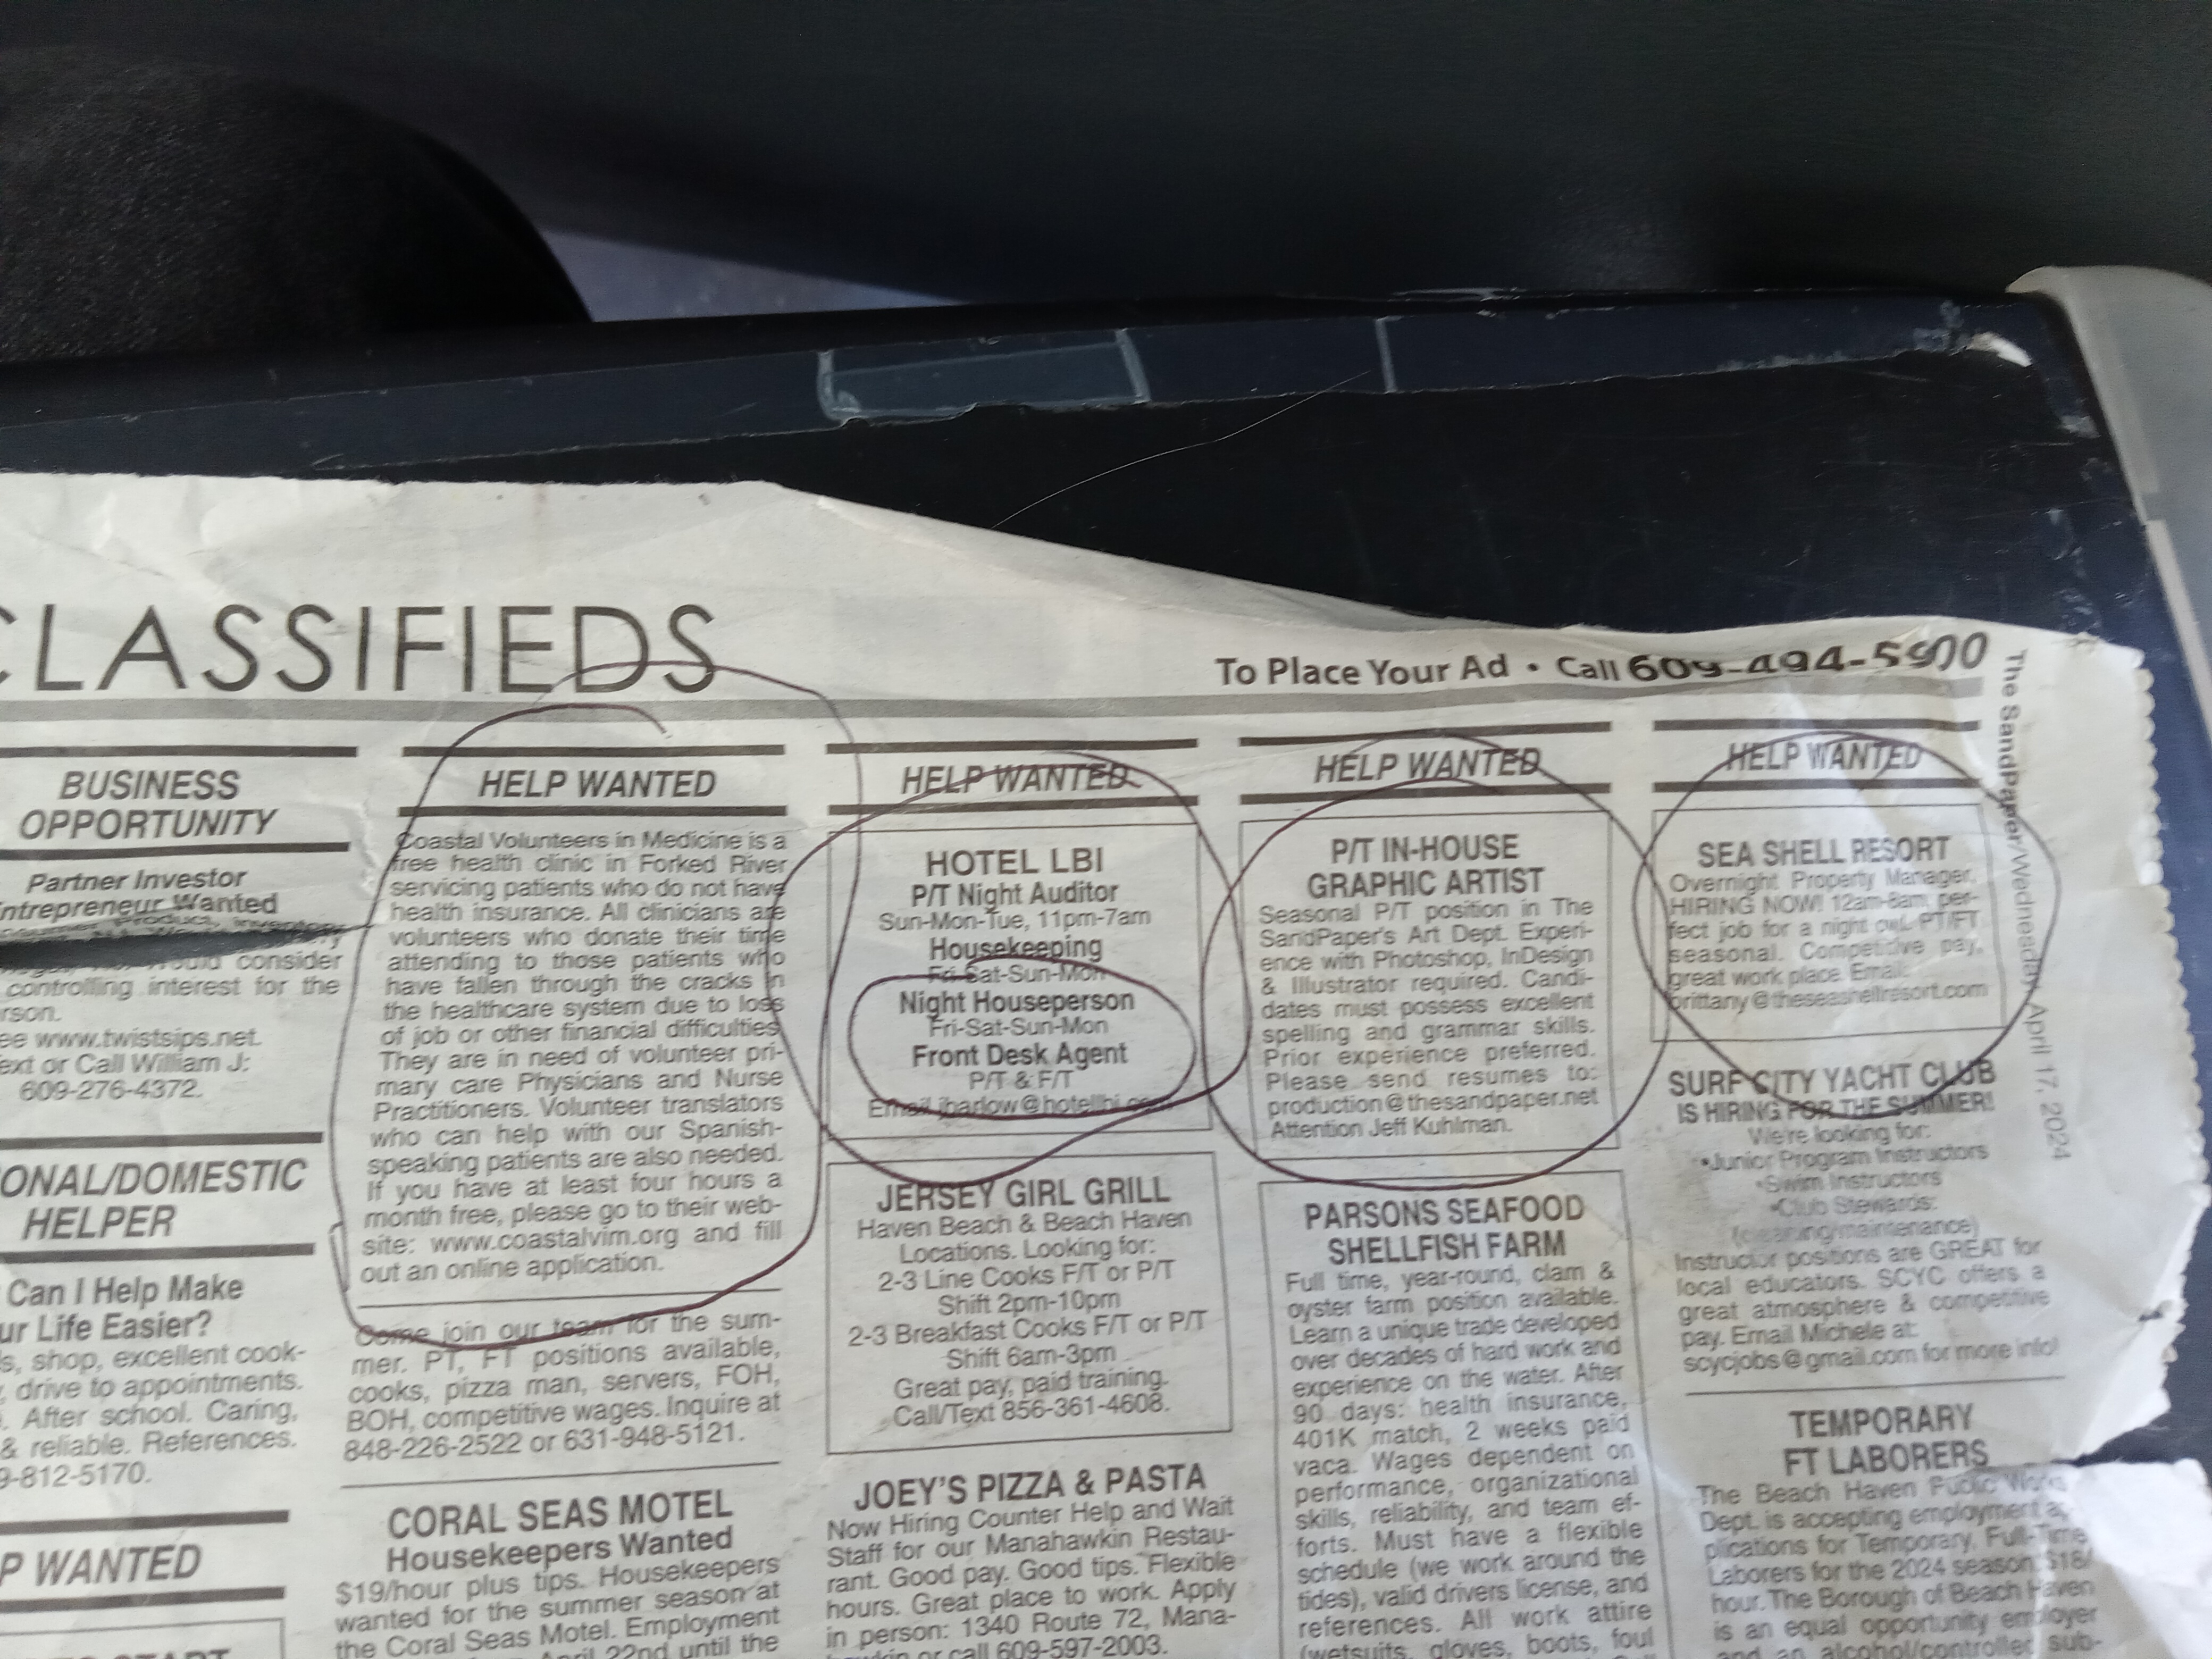 CLASSIFIEDS
To Place Your Ad • Call 609-494-5900
The SandPaper/Wednesday, April 17, 2024
BUSINESS
OPPORTUNITY
Partner Investor
Entrepreneur Wanted
Product, inventory
would consider
controlling interest for the
www.twistsips.net.
or Call William J:
609-276-4372.
HELPER
Can I Help Make
Life Easier?
shop, excellent cook-
drive to appointments.
After school. Caring,
& reliable. References.
9-812-5170.
WANTED
HELP WANTED
Coastal Volunteers in Medicine is a
free health clinic in Forked River
servicing patients who do not have
health insurance. All clinicians are
volunteers who donate their time
attending to those patients who
have fallen through the cracks in
the healthcare system due to loss
of job or other financial difficulties.
They are in need of volunteer pri-
mary care Physicians and Nurse
Practitioners. Volunteer translators
who can help with our Spanish-
speaking patients are also needed.
If you have at least four hours a
month free, please go to their web-
site: www.coastalvim.org and fill
out an online application.
Come join our team for the sum-
mer. PT, FT positions available,
cooks, pizza man, servers, FOH,
BOH, competitive wages. Inquire at
848-226-2522 or 631-948-5121.
CORAL SEAS MOTEL
Housekeepers Wanted
$19/hour plus tips. Housekeepers
wanted for the summer season at
the Coral Seas Motel. Employment
April 22nd until the
HELP WANTED
HOTEL LBI
P/T Night Auditor
Sun-Mon-Tue, 11pm-7am
Housekeeping
Fri-Sat-Sun-Mon
Night Houseperson
Fri-Sat-Sun-Mon
Front Desk Agent
P/T & F/T
Email jbarlow@hotellbi.com
JERSEY GIRL GRILL
Haven Beach & Beach Haven
Locations. Looking for:
2-3 Line Cooks F/T or P/T
Shift 2pm-10pm
2-3 Breakfast Cooks F/T or P/T
Shift 6am-3pm
Great pay, paid training.
Call/Text 856-361-4608.
JOEY'S PIZZA & PASTA
Now Hiring Counter Help and Wait
Staff for our Manahawkin Restau-
rant. Good pay. Good tips. Flexible
hours. Great place to work. Apply
in person: 1340 Route 72, Mana-
hawkin or call 609-597-2003.
HELP WANTED
P/T IN-HOUSE
GRAPHIC ARTIST
Seasonal P/T position in The
SandPaper's Art Dept. Experi-
ence with Photoshop, InDesign
& Illustrator required. Candi-
dates must possess excellent
spelling and grammar skills.
Prior experience preferred.
Please send resumes to:
production@thesandpaper.net
Attention Jeff Kuhlman.
PARSONS SEAFOOD
SHELLFISH FARM
Full time, year-round, clam &
oyster farm position available.
Learn a unique trade developed
over decades of hard work and
experience on the water. After
90 days: health insurance,
401K match, 2 weeks paid
vaca. Wages dependent on
performance, organizational
skills, reliability, and team ef-
forts. Must have a flexible
schedule (we work around the
tides), valid drivers license, and
references. All work attire
(wetsuits, gloves, boots, foul
HELP WANTED
SEA SHELL RESORT
Overnight Property Manager,
HIRING NOW! 12am-8am, per-
fect job for a night owl. PT/FT
seasonal. Competitive pay,
great work place. Email:
brittany@theseashellresort.com
SURF CITY YACHT CLUB
IS HIRING FOR THE SUMMER!
We're looking for:
•Junior Program Instructors
•Swim Instructors
•Club Stewards:
(cleaning/maintenance)
Instructor positions are GREAT for
local educators. SCYC offers a
great atmosphere & competitive
pay. Email Michele at:
scycjobs@gmail.com for more info!
TEMPORARY
FT LABORERS
The Beach Haven Public Works
Dept. is accepting employment ap-
plications for Temporary, Full-Time
Laborers for the 2024 season. $18/
hour. The Borough of Beach Haven
is an equal opportunity employer
and an alcohol/controlled sub-